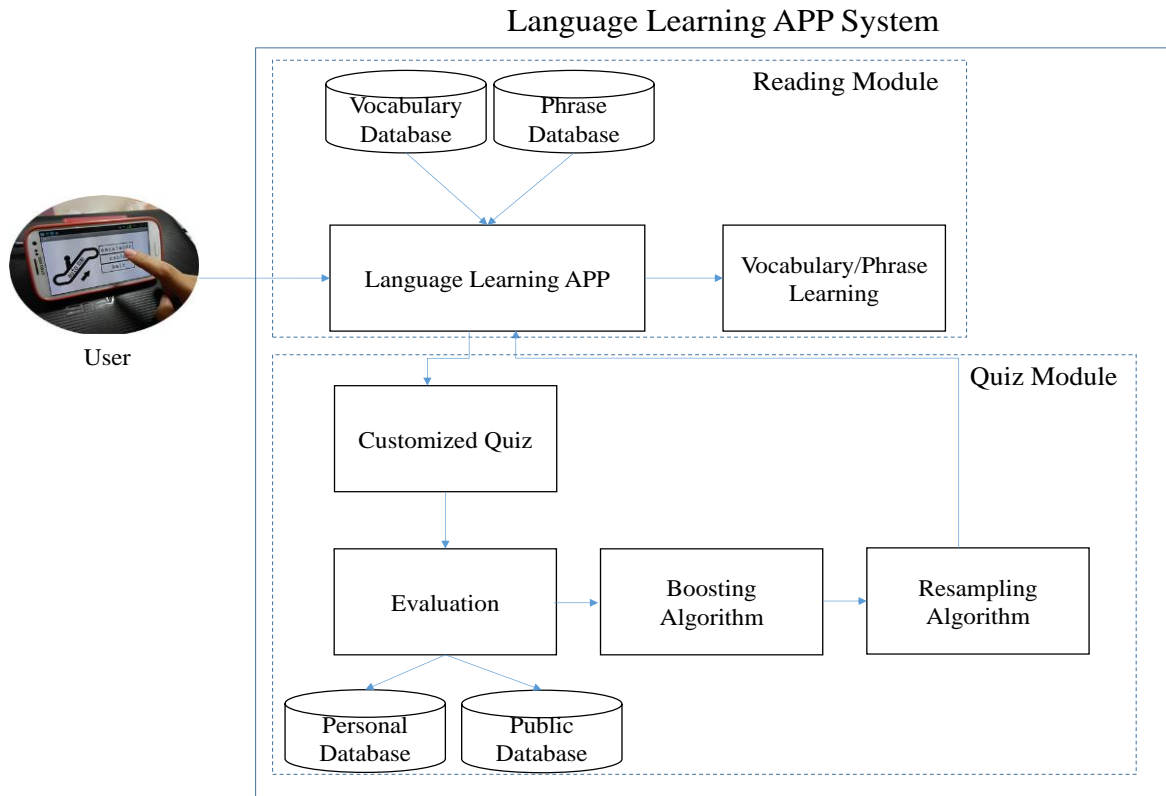 Language Learning APP System
Reading Module
Vocabulary
Database
Phrase
Database
Language Learning APP
Vocabulary/Phrase
Learning
User
Quiz Module
Customized Quiz
Evaluation
Boosting
Algorithm
Resampling
Algorithm
Personal
Database
Public
Database